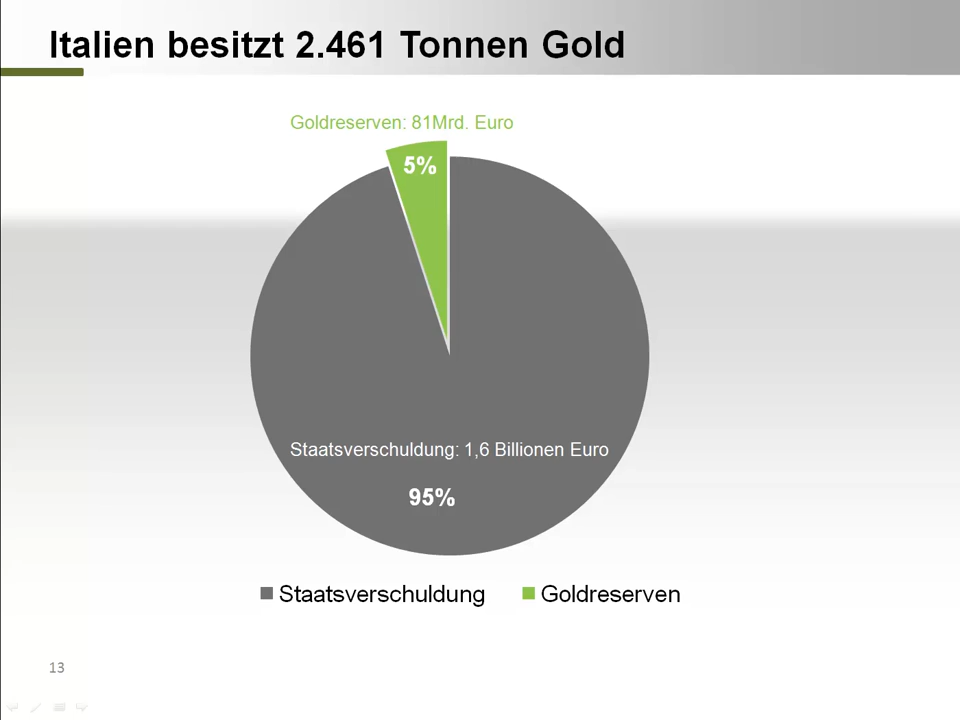 Italien besitzt 2.461 Tonnen Gold
Goldreserven: 81Mrd. Euro
5%
Staatsverschuldung: 1,6 Billionen Euro
95%
Staatsverschuldung Goldreserven
13